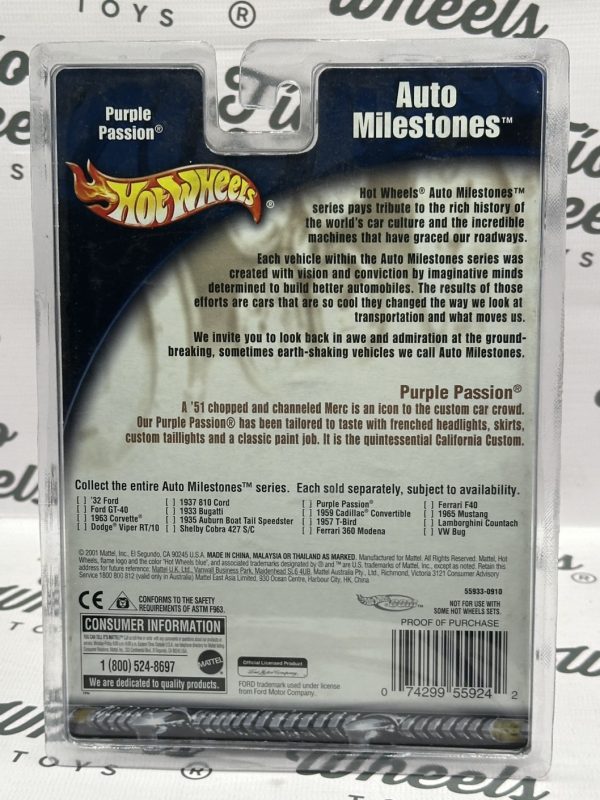 Purple
Passion®
Auto
Milestones™
Hot Wheels®
Hot Wheels® Auto Milestones™
series pays tribute to the rich history of
the world's car culture and the incredible
machines that have graced our roadways.
Each vehicle within the Auto Milestones series was
created with vision and conviction by imaginative minds
determined to build better automobiles. The results of those
efforts are cars that are so cool they changed the way we look at
transportation and what moves us.
We invite you to look back in awe and admiration at the ground-
breaking, sometimes earth-shaking vehicles we call Auto Milestones.
Purple Passion®
A '51 chopped and channeled Merc is an icon to the custom car crowd.
Our Purple Passion® has been tailored to taste with frenched headlights, skirts,
custom taillights and a classic paint job. It is the quintessential California Custom.
Collect the entire Auto Milestones™ series. Each sold separately, subject to availability.
[ ] '32 Ford
[ ] Ford GT-40
[ ] 1963 Corvette®
[ ] Dodge® Viper RT/10
[ ] 1937 810 Cord
[ ] 1933 Bugatti
[ ] 1935 Auburn Boat Tail Speedster
[ ] Shelby Cobra 427 S/C
[ ] Purple Passion®
[ ] 1959 Cadillac® Convertible
[ ] 1957 T-Bird
[ ] Ferrari 360 Modena
[ ] Ferrari F40
[ ] 1965 Mustang
[ ] Lamborghini Countach
[ ] VW Bug
© 2001 Mattel, Inc., El Segundo, CA 90245 U.S.A. MADE IN CHINA, MALAYSIA OR THAILAND AS MARKED. Manufactured for Mattel. All Rights Reserved. Mattel, Hot
Wheels, flame logo and the color "Hot Wheels blue", and associated trademarks designated by ® and ™ are U.S. trademarks of Mattel, Inc., except as noted. Retain this
address for future reference: Mattel U.K. Ltd., Vanwall Business Park, Maidenhead SL6 4UB. Mattel Australia Pty., Ltd., Richmond, Victoria 3121 Consumer Advisory
Service 1800 800 812 (valid only in Australia) Mattel East Asia Limited, 930 Ocean Centre, Harbour City, HK, China
55933-0910
CE
CONFORMS TO THE SAFETY
REQUIREMENTS OF ASTM F963.
NOT FOR USE WITH
SOME HOT WHEELS SETS.
CONSUMER INFORMATION
YOU CAN TELL IT'S MATTEL!®
1 (800) 524-8697
We are dedicated to quality products.
MATTEL
Official Licensed Product
FORD trademark used under license
from Ford Motor Company.
PROOF OF PURCHASE
0 74299 55924 2
Wheels
TOYS
Wheels
TOYS ®